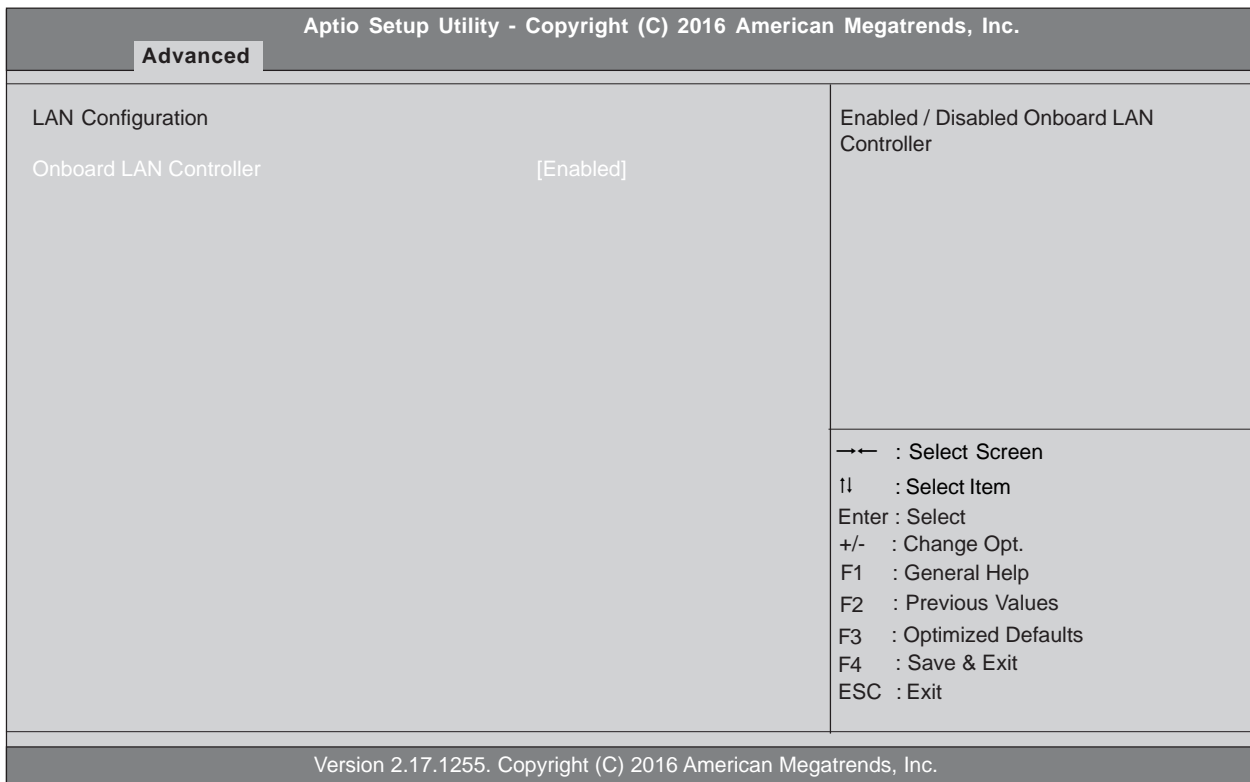 Aptio Setup Utility - Copyright (C) 2016 American Megatrends, Inc.
Advanced
LAN Configuration
Onboard LAN Controller [Enabled]
Enabled / Disabled Onboard LAN
Controller
→← : Select Screen
↑↓ : Select Item
Enter : Select
+/- : Change Opt.
F1 : General Help
F2 : Previous Values
F3 : Optimized Defaults
F4 : Save & Exit
ESC : Exit
Version 2.17.1255. Copyright (C) 2016 American Megatrends, Inc.